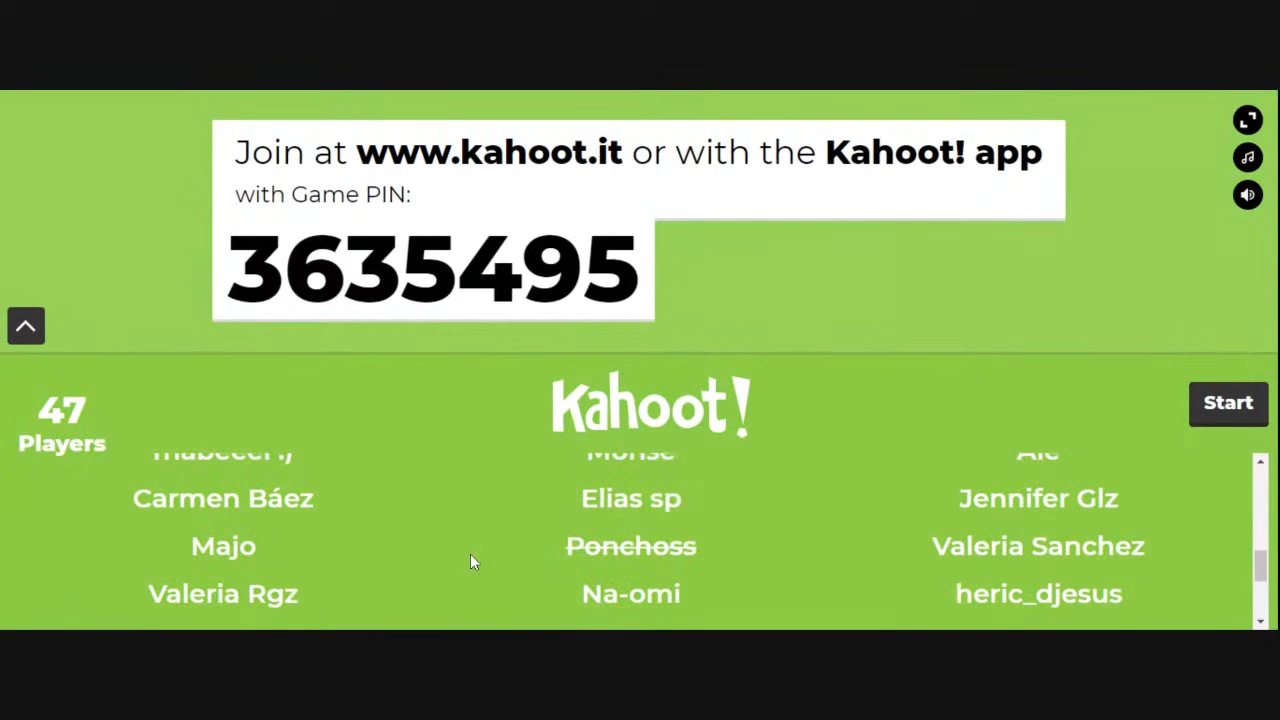 Join at www.kahoot.it or with the Kahoot! app
with Game PIN:
3635495
Kahoot!
47
Players
Start
Carmen Báez
Elias sp
Jennifer Glz
Majo
Ponchoss
Valeria Sanchez
Valeria Rgz
Na-omi
heric_djesus